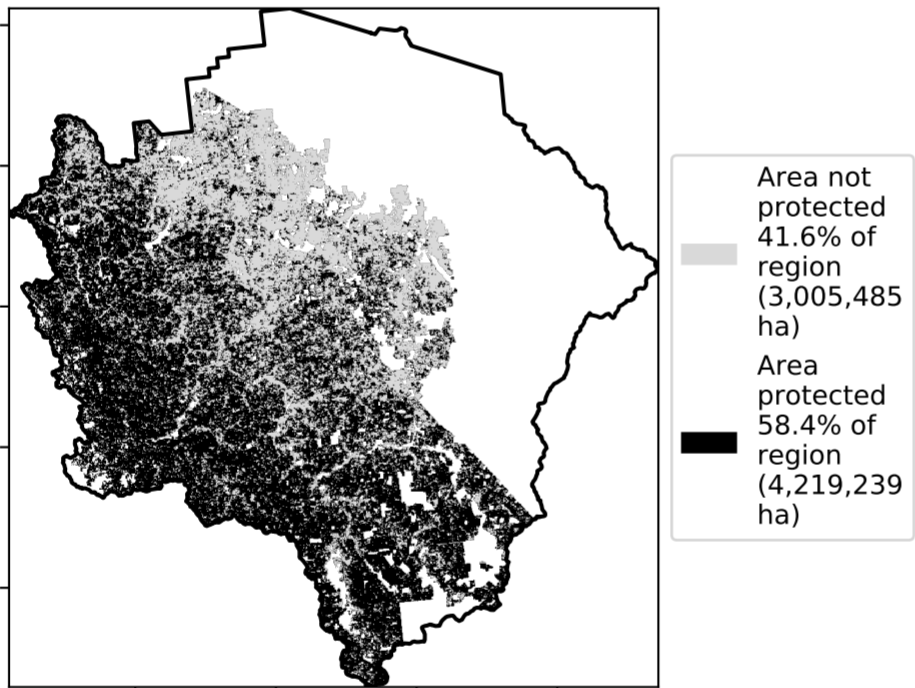 Area not
protected
41.6% of
region
(3,005,485
ha)
Area
protected
58.4% of
region
(4,219,239
ha)